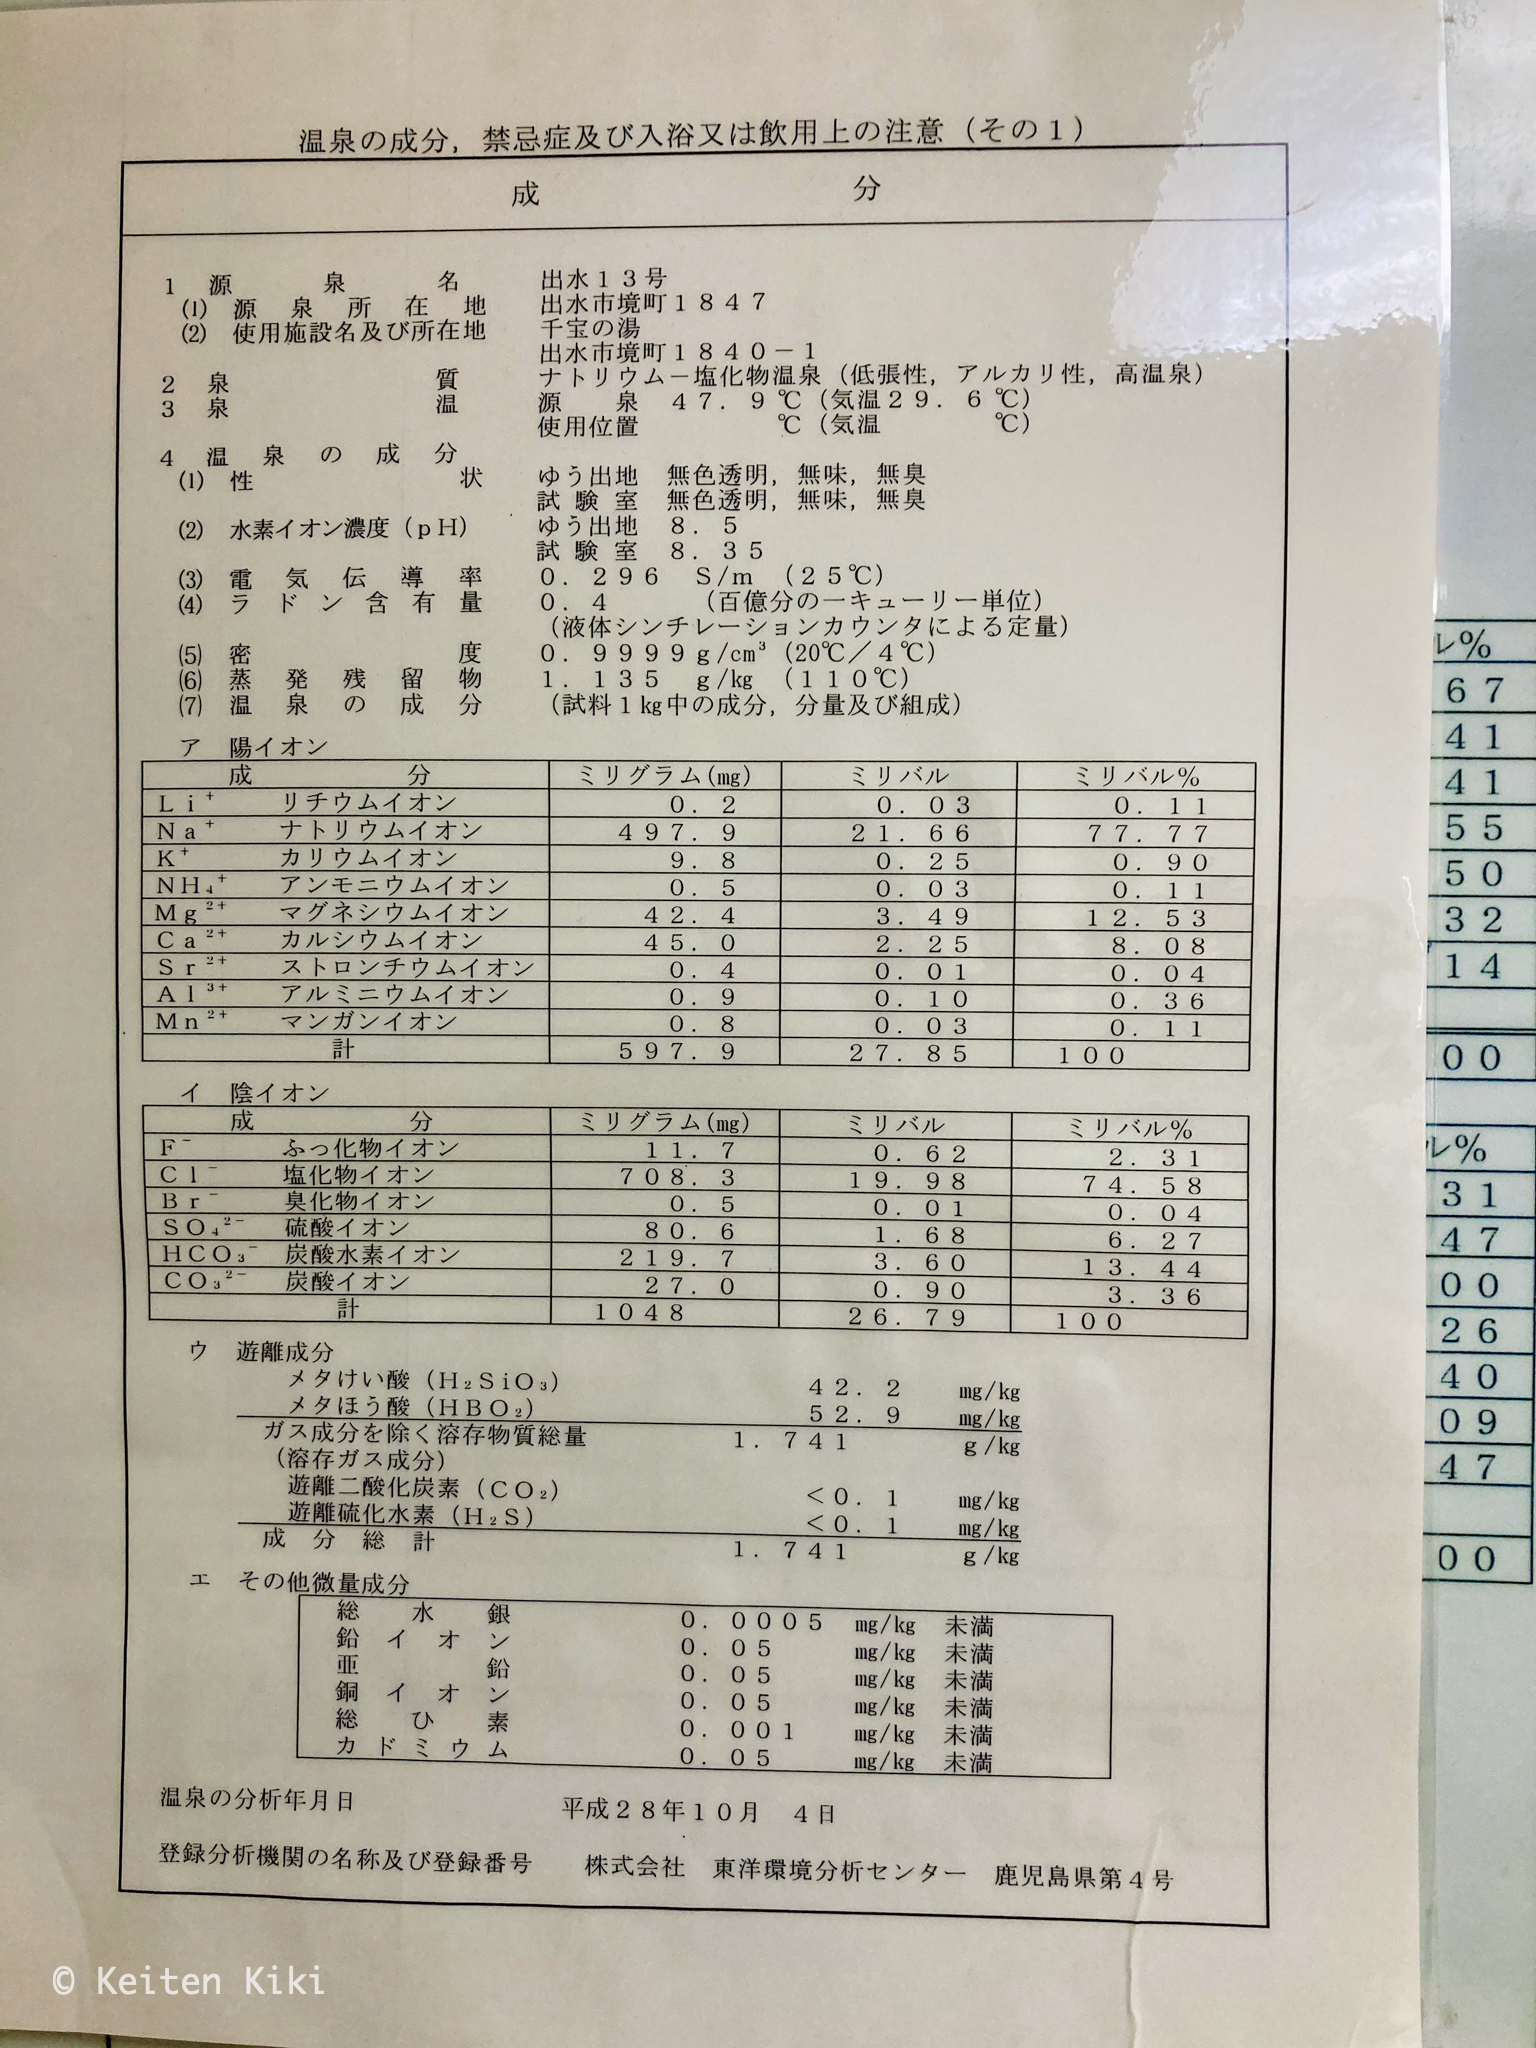 温泉の成分，禁忌症及び入浴又は飲用上の注意（その１）
成　分
1 源泉名 出水１３号
(1) 源泉所在地 出水市境町１８４７
(2) 使用施設名及び所在地 千宝の湯
出水市境町１８４０－１
2 泉質 ナトリウム－塩化物温泉（低張性，アルカリ性，高温泉）
3 泉温 源泉 ４７．９℃（気温２９．６℃）
使用位置 ℃（気温 ℃）
4 温泉の成分
(1) 性状 ゆう出地 無色透明，無味，無臭
試験室 無色透明，無味，無臭
(2) 水素イオン濃度（ｐＨ） ゆう出地 ８．５
試験室 ８．３５
(3) 電気伝導率 ０．２９６ S/m （２５℃）
(4) ラドン含有量 ０．４ （百億分の一キューリー単位）
（液体シンチレーションカウンタによる定量）
(5) 密度 ０．９９９９g/cm³（20℃／４℃）
(6) 蒸発残留物 １．１３５ g/kg （１１０℃）
(7) 温泉の成分 （試料１kg中の成分，分量及び組成）
ア 陽イオン
成分 ミリグラム(mg) ミリバル ミリバル％
Li⁺ リチウムイオン ０．２ ０．０３ ０．１１
Na⁺ ナトリウムイオン ４９７．９ ２１．６６ ７７．７７
K⁺ カリウムイオン ９．８ ０．２５ ０．９０
NH₄⁺ アンモニウムイオン ０．５ ０．０３ ０．１１
Mg²⁺ マグネシウムイオン ４２．４ ３．４９ １２．５３
Ca²⁺ カルシウムイオン ４５．０ ２．２５ ８．０８
Sr²⁺ ストロンチウムイオン ０．４ ０．０１ ０．０４
Al³⁺ アルミニウムイオン ０．９ ０．１０ ０．３６
Mn²⁺ マンガンイオン ０．８ ０．０３ ０．１１
計 ５９７．９ ２７．８５ １００
イ 陰イオン
成分 ミリグラム(mg) ミリバル ミリバル％
F⁻ ふっ化物イオン １１．７ ０．６２ ２．３１
Cl⁻ 塩化物イオン ７０８．３ １９．９８ ７４．５８
Br⁻ 臭化物イオン ０．５ ０．０１ ０．０４
SO₄²⁻ 硫酸イオン ８０．６ １．６８ ６．２７
HCO₃⁻ 炭酸水素イオン ２１９．７ ３．６０ １３．４４
CO₃²⁻ 炭酸イオン ２７．０ ０．９０ ３．３６
計 １０４８ ２６．７９ １００
ウ 遊離成分
メタけい酸（H₂SiO₃） ４２．２ mg/kg
メタほう酸（HBO₂） ５２．９ mg/kg
ガス成分を除く溶存物質総量 １．７４１ g/kg
（溶存ガス成分）
遊離二酸化炭素（CO₂） ＜０．１ mg/kg
遊離硫化水素（H₂S） ＜０．１ mg/kg
成分総計 １．７４１ g/kg
エ その他微量成分
総水銀 ０．０００５ mg/kg 未満
鉛イオン ０．０５ mg/kg 未満
亜鉛 ０．０５ mg/kg 未満
銅イオン ０．０５ mg/kg 未満
総ひ素 ０．００１ mg/kg 未満
カドミウム ０．０５ mg/kg 未満
温泉の分析年月日 平成２８年１０月 ４日
登録分析機関の名称及び登録番号 株式会社 東洋環境分析センター 鹿児島県第４号
ル％
６７
４１
４１
５５
５０
３２
１４
００
ル％
３１
４７
００
２６
４０
０９
４７
００
© Keiten Kiki